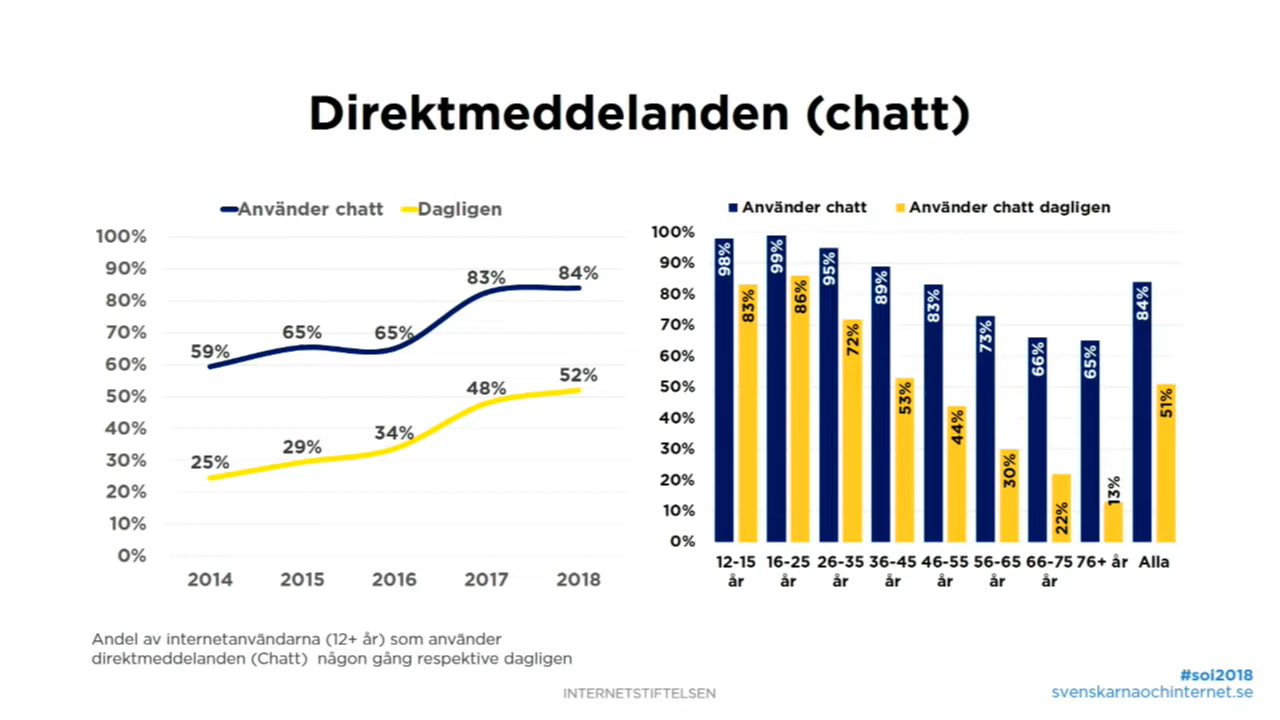 Direktmeddelanden (chatt)
Använder chatt Dagligen
100%
90%
80%
70%
60%
50%
40%
30%
20%
10%
0%
59% 65% 65% 83% 84%
25% 29% 34% 48% 52%
2014 2015 2016 2017 2018
Andel av internetanvändarna (12+ år) som använder
direktmeddelanden (Chatt) någon gång respektive dagligen
Använder chatt Använder chatt dagligen
100%
90%
80%
70%
60%
50%
40%
30%
20%
10%
0%
98% 83% 99% 86% 95% 72% 89% 53% 83% 44% 73% 30% 66% 22% 65% 13% 84% 51%
12-15 16-25 26-35 36-45 46-55 56-65 66-75 76+ år Alla
år år år år år år år
INTERNETSTIFTELSEN
#soi2018
svenskarnaochinternet.se